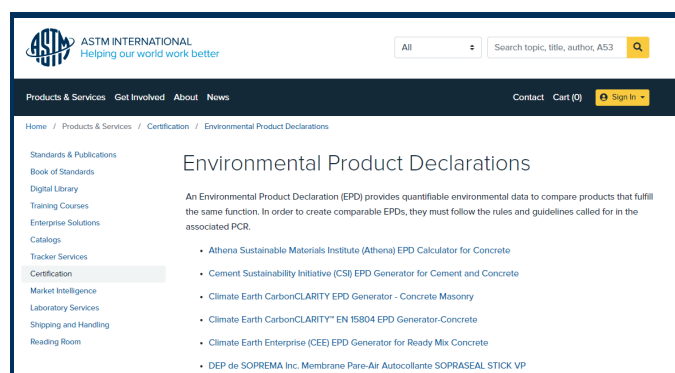 ASTM
ASTM INTERNATIONAL
Helping our world work better
All
Search topic, title, author, A53
Products & Services Get Involved About News
Contact Cart (0) Sign In
Home / Products & Services / Certification / Environmental Product Declarations
Standards & Publications
Book of Standards
Digital Library
Training Courses
Enterprise Solutions
Catalogs
Tracker Services
Certification
Market Intelligence
Laboratory Services
Shipping and Handling
Reading Room
Environmental Product Declarations
An Environmental Product Declaration (EPD) provides quantifiable environmental data to compare products that fulfill
the same function. In order to create comparable EPDs, they must follow the rules and guidelines called for in the
associated PCR.
• Athena Sustainable Materials Institute (Athena) EPD Calculator for Concrete
• Cement Sustainability Initiative (CSI) EPD Generator for Cement and Concrete
• Climate Earth CarbonCLARITY EPD Generator - Concrete Masonry
• Climate Earth CarbonCLARITY™ EN 15804 EPD Generator-Concrete
• Climate Earth Enterprise (CEE) EPD Generator for Ready Mix Concrete
• DEP de SOPREMA Inc. Membrane Pare-Air Autocollante SOPRASEAL STICK VP